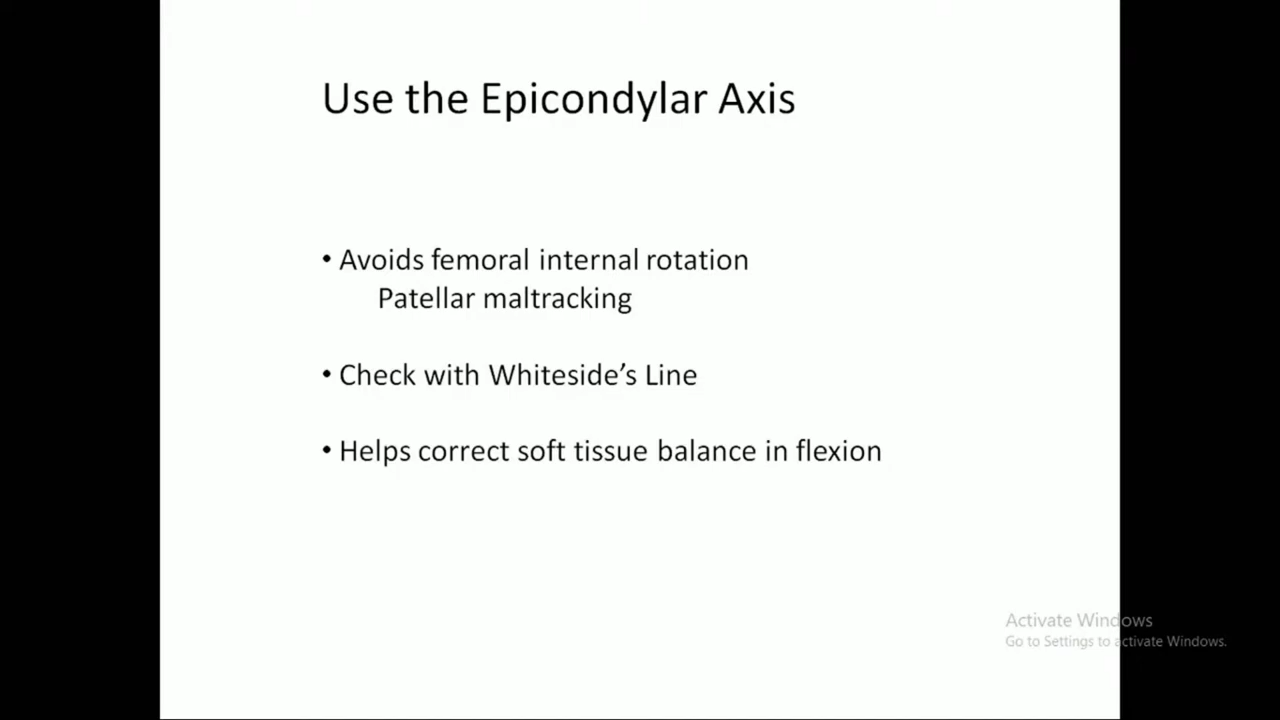 Use the Epicondylar Axis
• Avoids femoral internal rotation
Patellar maltracking
• Check with Whiteside’s Line
• Helps correct soft tissue balance in flexion
Activate Windows
Go to Settings to activate Windows.